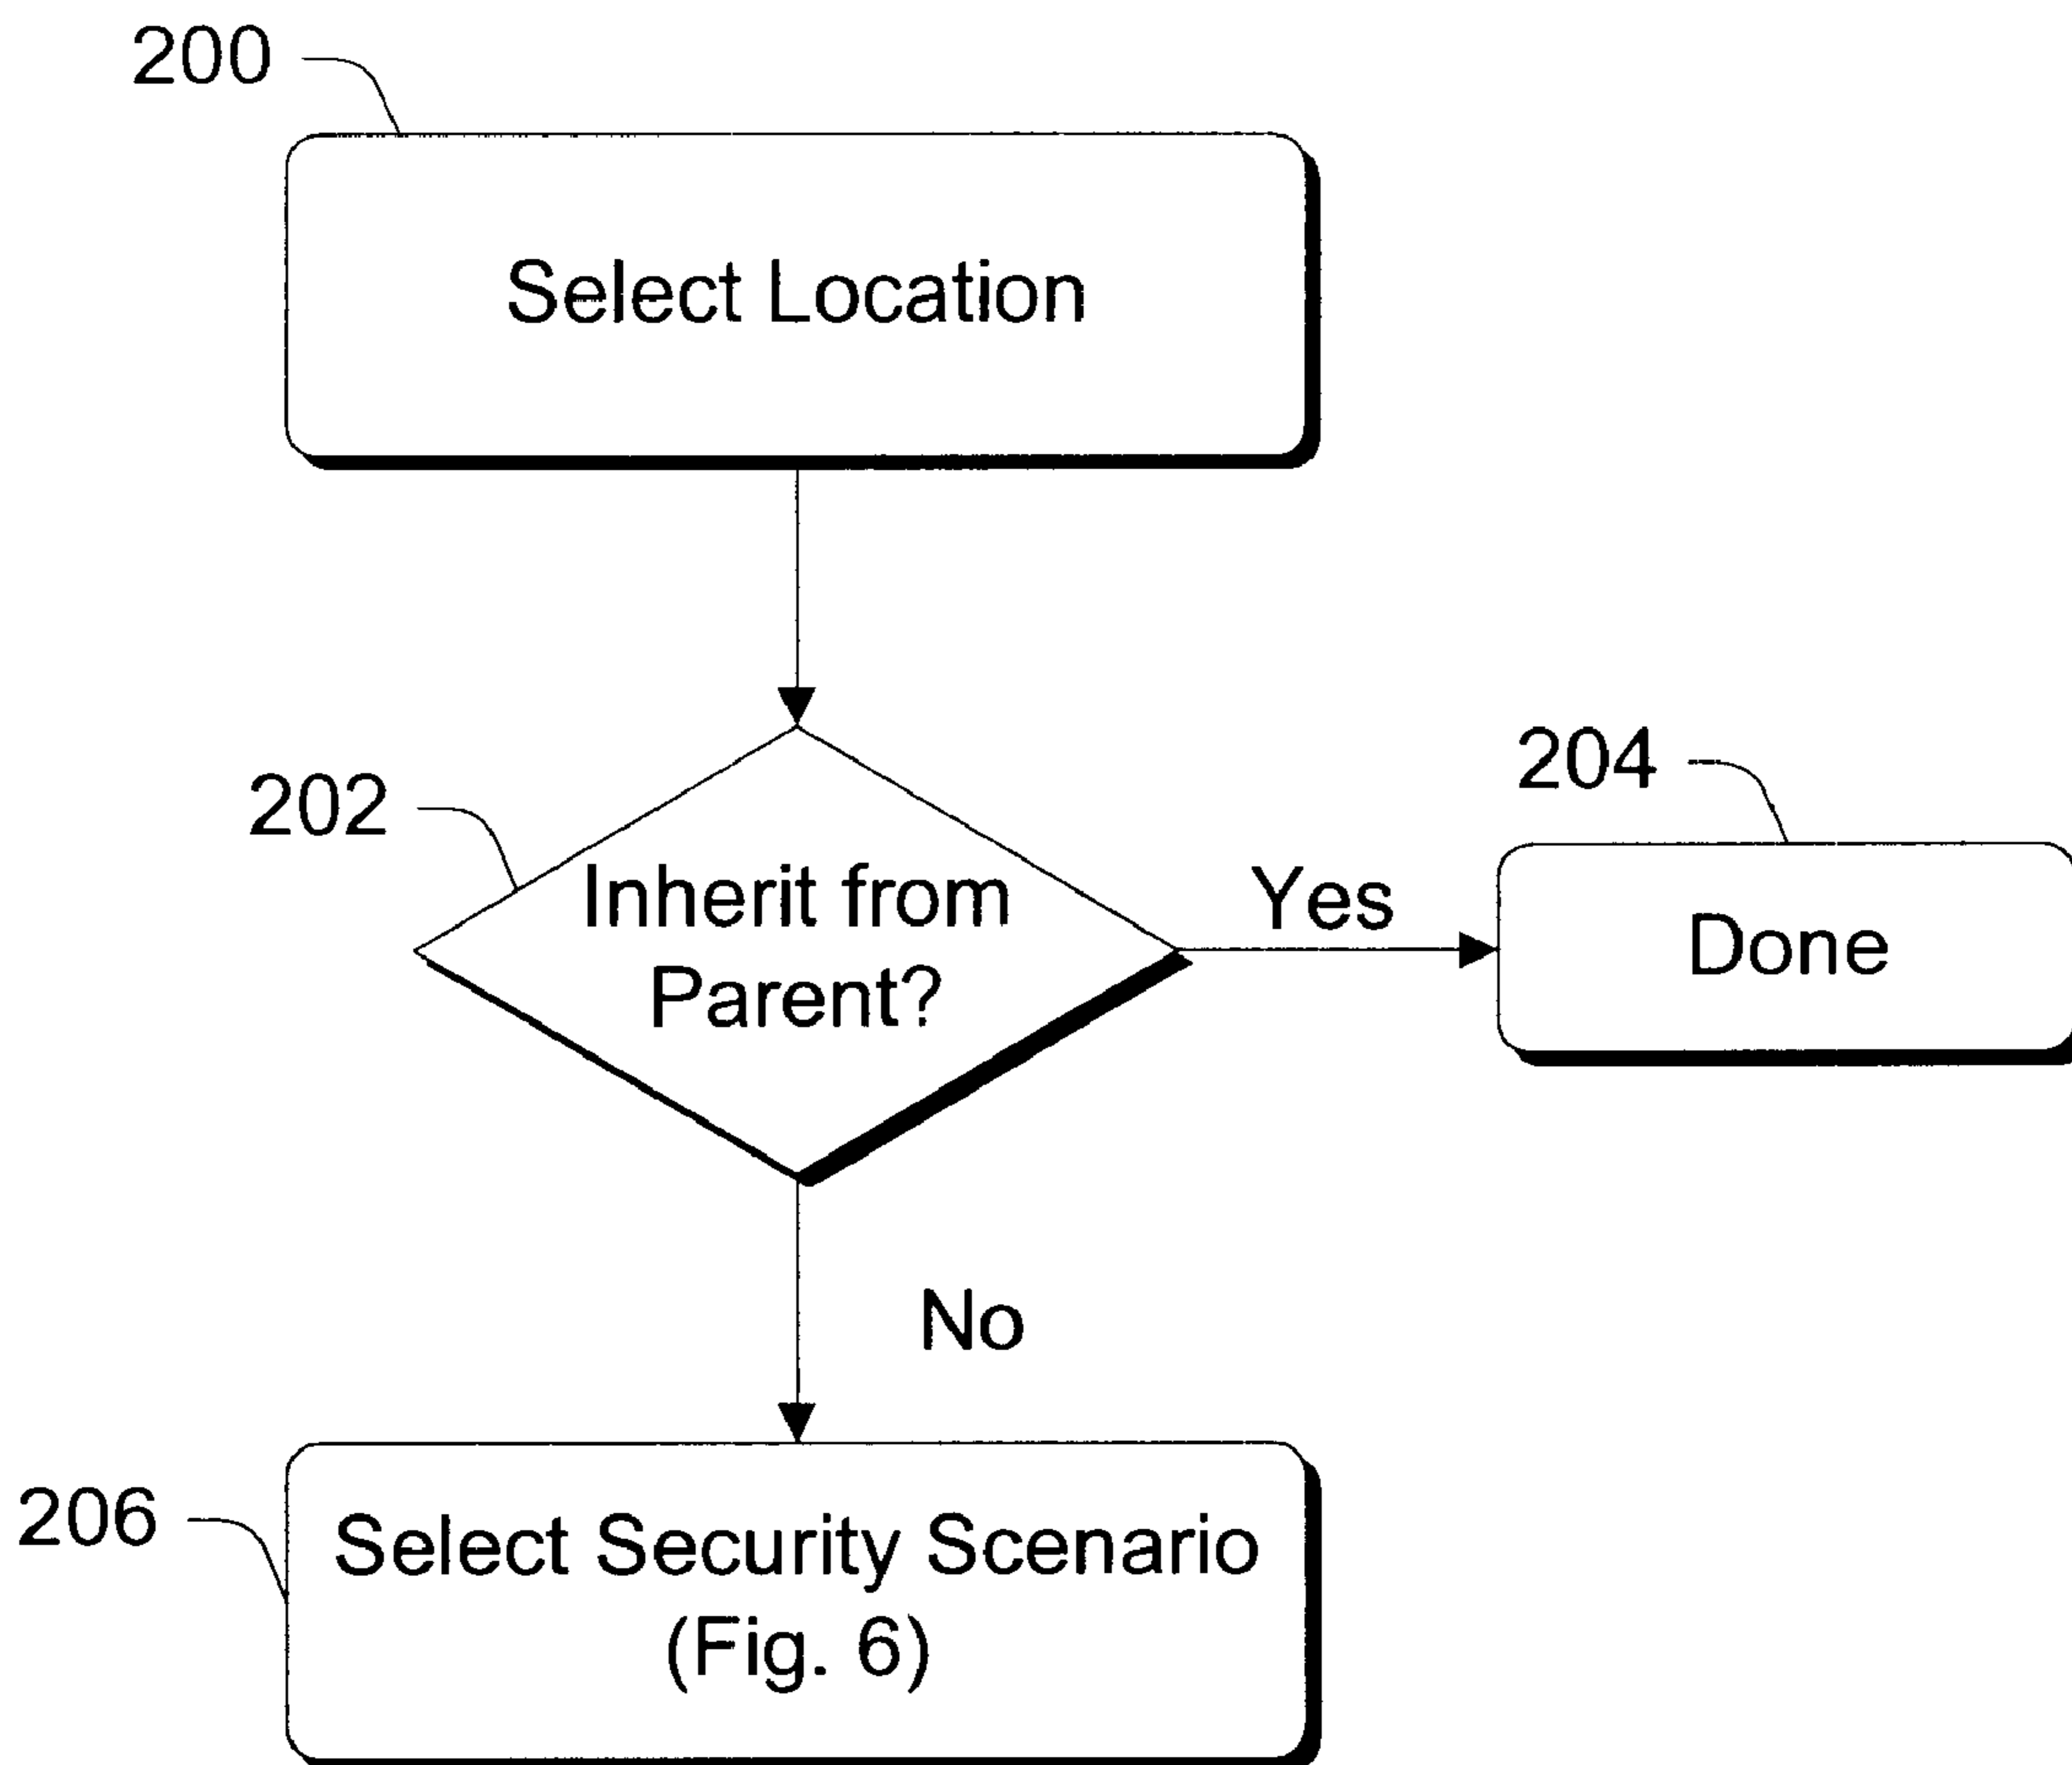 200
Select Location
202
Inherit from
Parent?
Yes
204
Done
No
206
Select Security Scenario
(Fig. 6)